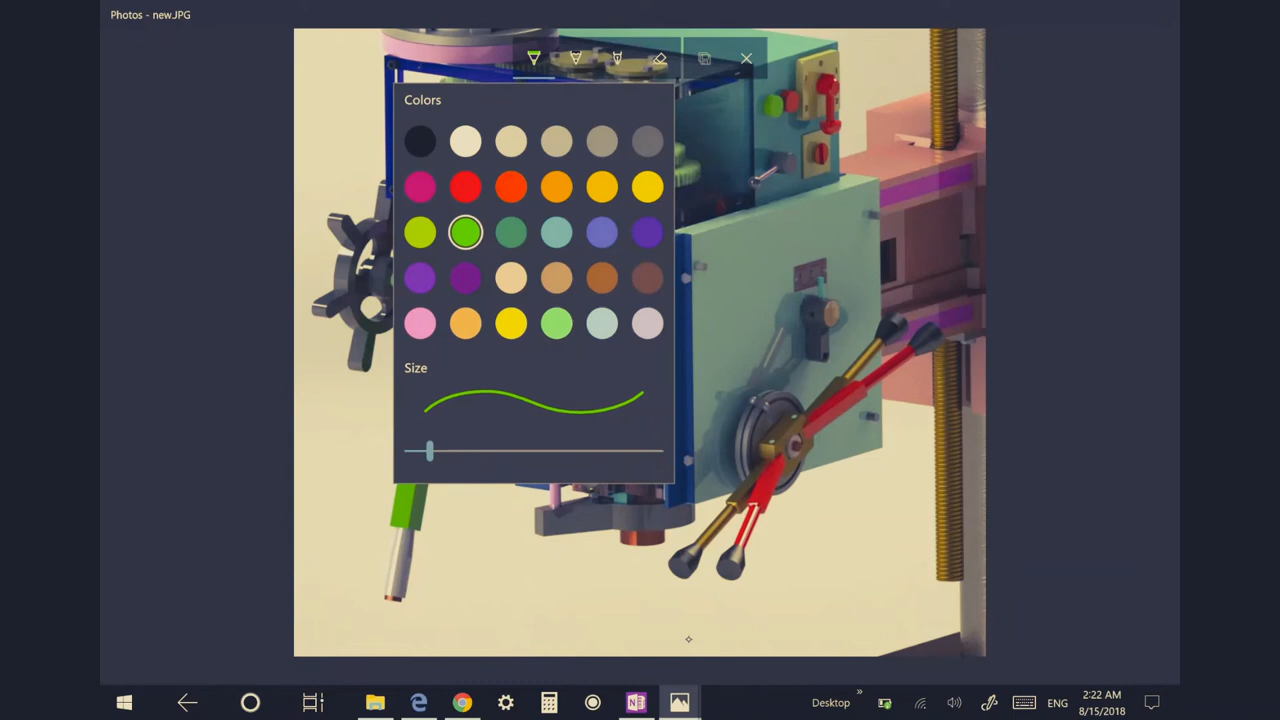 Photos - new.JPG
Colors
Size
Desktop
»
ENG
2:22 AM
8/15/2018